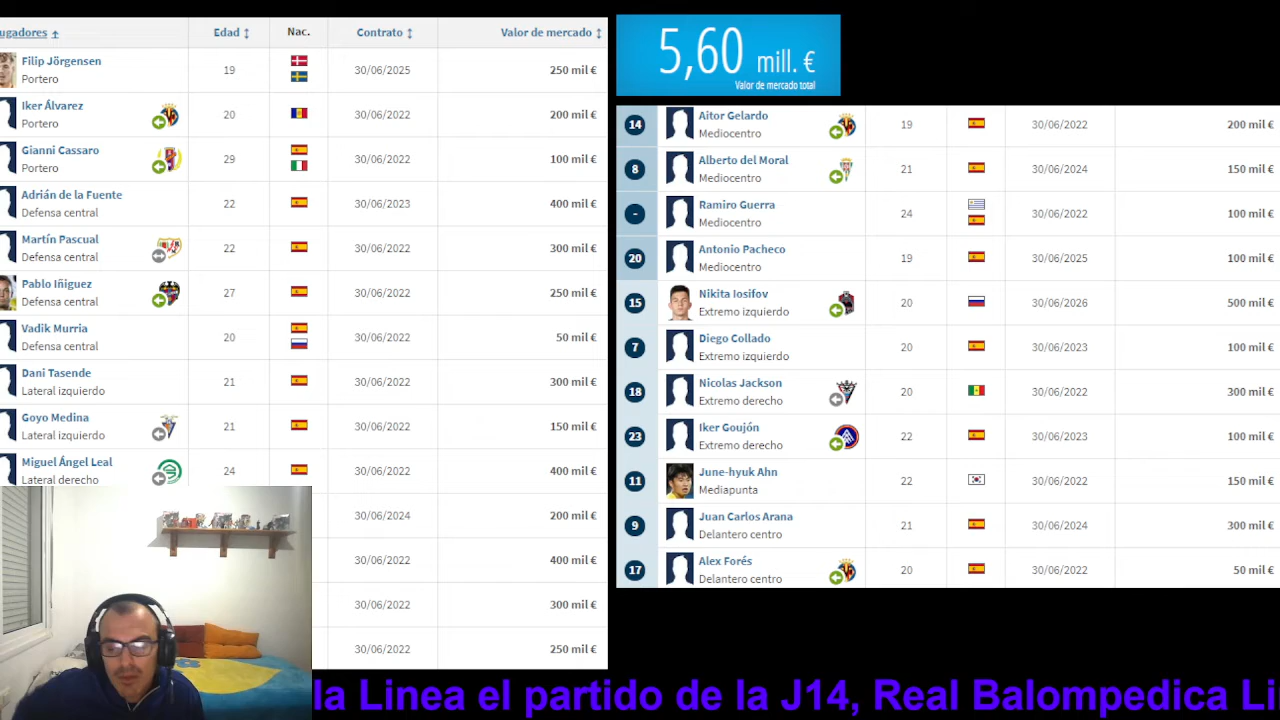 ugadores Edad Nac. Contrato Valor de mercado
Filip Jörgensen
Portero
19 30/06/2025 250 mil €
Iker Álvarez
Portero
20 30/06/2022 200 mil €
Gianni Cassaro
Portero
29 30/06/2022 100 mil €
Adrián de la Fuente
Defensa central
22 30/06/2023 400 mil €
Martín Pascual
Defensa central
22 30/06/2022 300 mil €
Pablo Iñiguez
Defensa central
27 30/06/2022 250 mil €
Vadik Murria
Defensa central
20 30/06/2022 50 mil €
Dani Tasende
Lateral izquierdo
21 30/06/2022 300 mil €
Goyo Medina
Lateral izquierdo
21 30/06/2022 150 mil €
Miguel Ángel Leal
Lateral derecho
24 30/06/2022 400 mil €
30/06/2024 200 mil €
30/06/2022 400 mil €
30/06/2022 300 mil €
30/06/2022 250 mil €
5,60 mill. €
Valor de mercado total
14 Aitor Gelardo
Mediocentro
19 30/06/2022 200 mil €
8 Alberto del Moral
Mediocentro
21 30/06/2024 150 mil €
- Ramiro Guerra
Mediocentro
24 30/06/2022 100 mil €
20 Antonio Pacheco
Mediocentro
19 30/06/2025 100 mil €
15 Nikita Iosifov
Extremo izquierdo
20 30/06/2026 500 mil €
7 Diego Collado
Extremo izquierdo
20 30/06/2023 100 mil €
18 Nicolas Jackson
Extremo derecho
20 30/06/2022 300 mil €
23 Iker Goujón
Extremo derecho
22 30/06/2023 100 mil €
11 June-hyuk Ahn
Mediapunta
22 30/06/2022 150 mil €
9 Juan Carlos Arana
Delantero centro
21 30/06/2024 300 mil €
17 Alex Forés
Delantero centro
20 30/06/2022 50 mil €
la Linea el partido de la J14, Real Balompedica Li